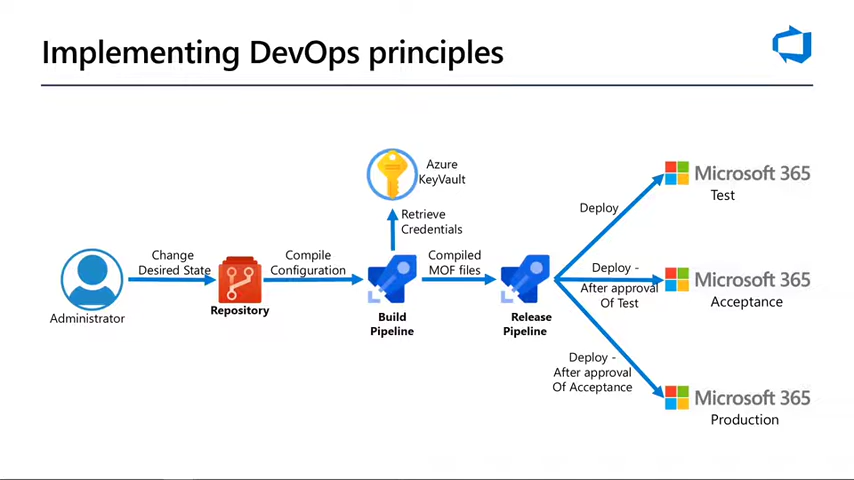 Implementing DevOps principles
Azure
KeyVault
Retrieve
Credentials
Change
Desired State
Compile
Configuration
Compiled
MOF files
Administrator
Repository
Build
Pipeline
Release
Pipeline
Deploy
Microsoft 365
Test
Deploy -
After approval
Of Test
Microsoft 365
Acceptance
Deploy -
After approval
Of Acceptance
Microsoft 365
Production